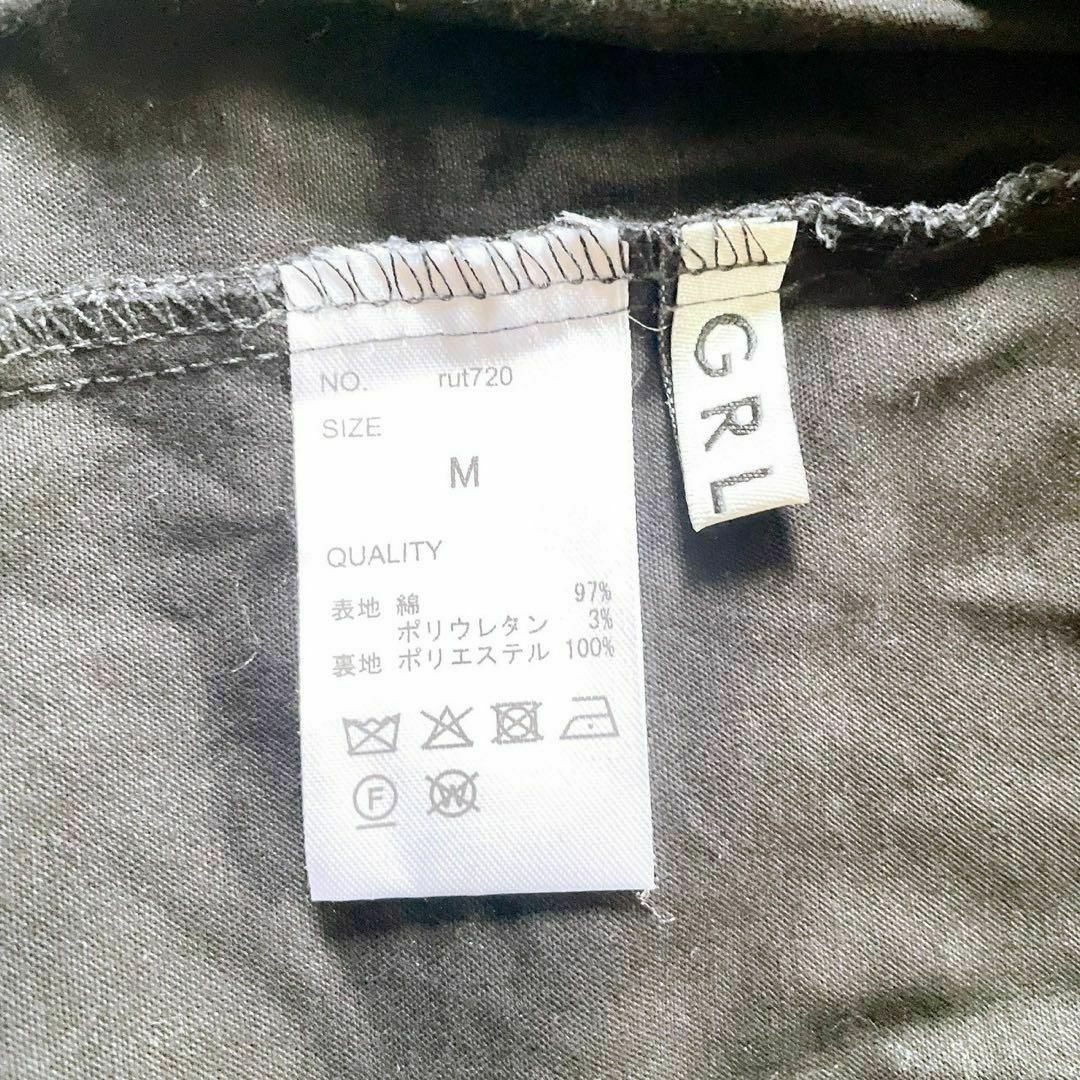 NO. rut720
SIZE
M
QUALITY
表地 綿 97%
ポリウレタン 3%
裏地 ポリエステル 100%
F W
GRL